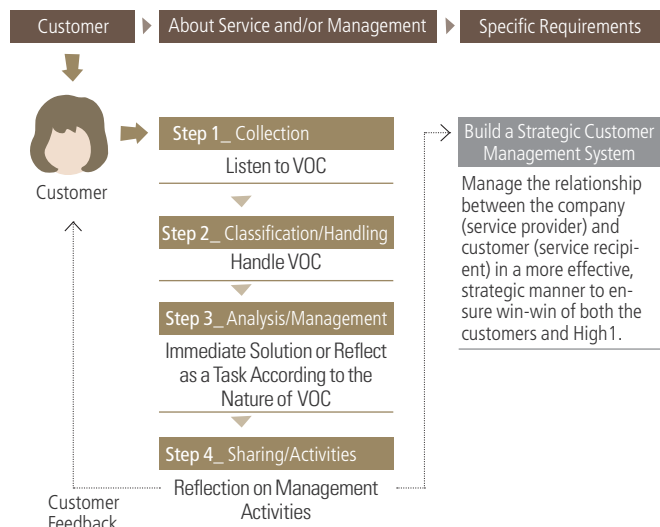 Customer
About Service and/or Management
Specific Requirements
Customer
Step 1_ Collection
Listen to VOC
Step 2_ Classification/Handling
Handle VOC
Step 3_ Analysis/Management
Immediate Solution or Reflect
as a Task According to the
Nature of VOC
Step 4_ Sharing/Activities
Reflection on Management
Activities
Customer
Feedback
Build a Strategic Customer
Management System
Manage the relationship
between the company
(service provider) and
customer (service recipi-
ent) in a more effective,
strategic manner to en-
sure win-win of both the
customers and High1.